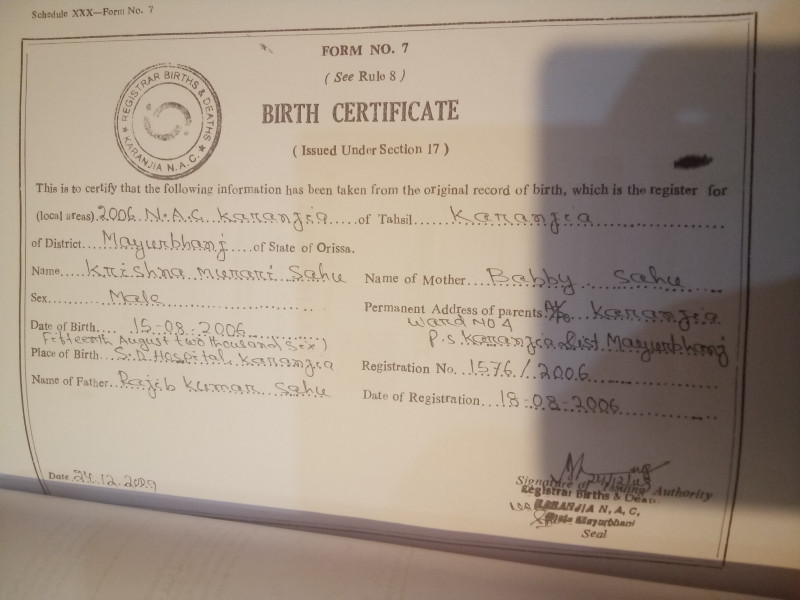 Schedule XXX—Form No. 7
FORM NO. 7
( See Rule 8 )
REGISTRAR BIRTHS & DEATHS
★ KARANJIA N.A.C. ★
BIRTH CERTIFICATE
( Issued Under Section 17 )
This is to certify that the following information has been taken from the original record of birth, which is the register for
(local areas) 2006 N.A.C Karanjia of Tahsil Karanjia
of District Mayurbhanj of State of Orissa.
Name Krishna Murari Sahu
Name of Mother Babby Sahu
Sex Male
Permanent Address of parents At/Po Karanjia
Ward No 4
P.S. Karanjia Dist Mayurbhanj
Date of Birth 15-08-2006
Fifteenth August two thousand six)
Place of Birth S.D. Hospital Karanjia
Registration No. 1576/2006
Name of Father Rajib Kumar Sahu
Date of Registration 18-08-2006
Date 24.12.2009
Signature of Issuing Authority
Registrar Births &
KARANJIA N, A, C,
Mayurbhanj
Seal